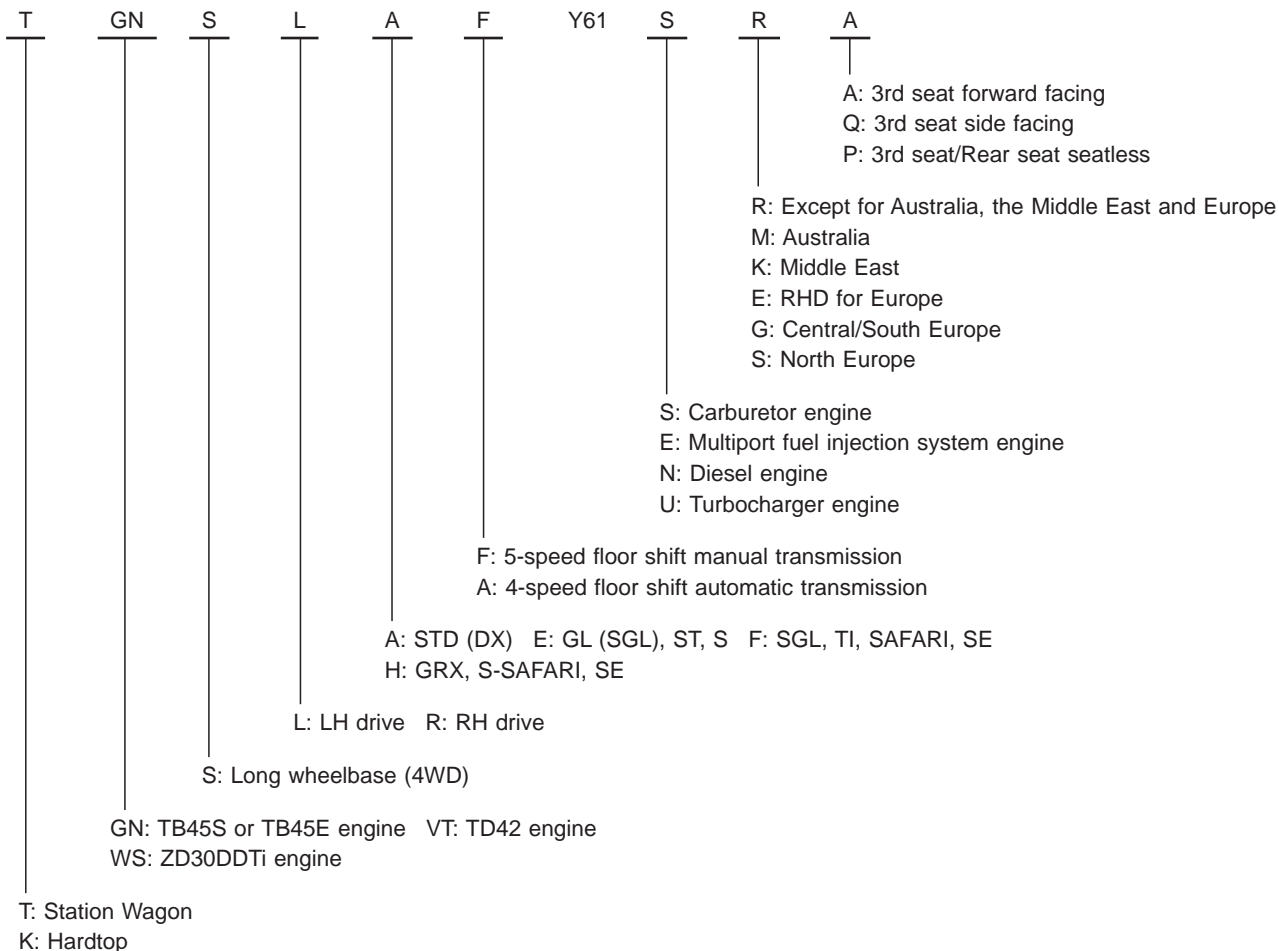 T GN S L A F Y61 S R A
A: 3rd seat forward facing
Q: 3rd seat side facing
P: 3rd seat/Rear seat seatless
R: Except for Australia, the Middle East and Europe
M: Australia
K: Middle East
E: RHD for Europe
G: Central/South Europe
S: North Europe
S: Carburetor engine
E: Multiport fuel injection system engine
N: Diesel engine
U: Turbocharger engine
F: 5-speed floor shift manual transmission
A: 4-speed floor shift automatic transmission
A: STD (DX) E: GL (SGL), ST, S F: SGL, TI, SAFARI, SE
H: GRX, S-SAFARI, SE
L: LH drive R: RH drive
S: Long wheelbase (4WD)
GN: TB45S or TB45E engine VT: TD42 engine
WS: ZD30DDTi engine
T: Station Wagon
K: Hardtop